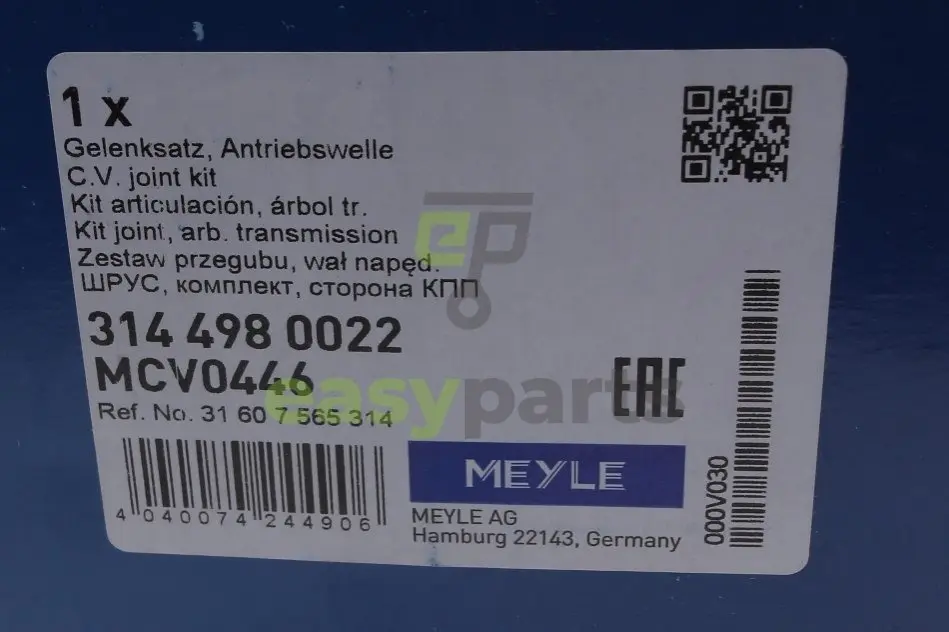 1 x
Gelenksatz, Antriebswelle
C.V. joint kit
Kit articulación, árbol tr.
Kit joint, arb. transmission
Zestaw przegubu, wał napęd.
ШРУС, комплект, сторона КПП
314 498 0022
MCV0446
Ref. No. 31 60 7 565 314
easyparts
EAC
MEYLE
4 040074 244906
MEYLE AG
Hamburg 22143, Germany
000V030
eP